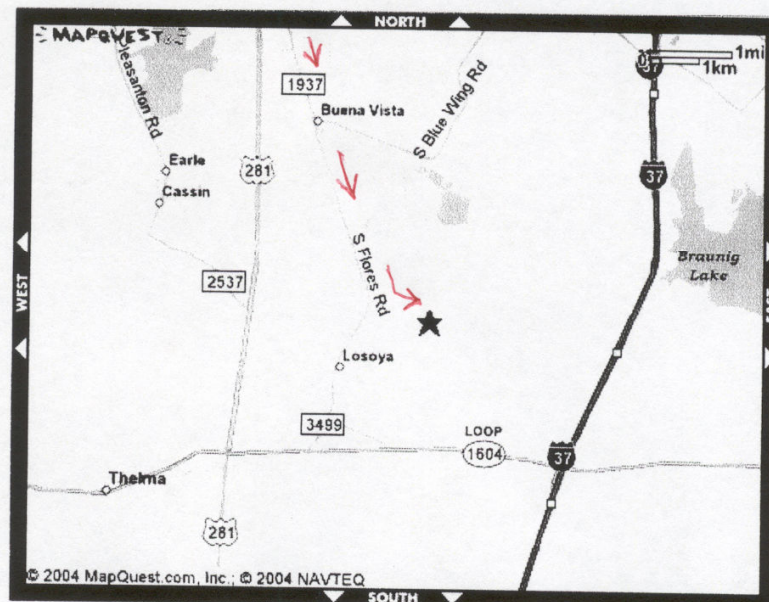 NORTH
MAPQUEST
1mi
1km
37
Pleasanton Rd
1937
Buena Vista
S Blue Wing Rd
Earle
281
37
Cassin
WEST
2537
S Flores Rd
Braunig
Lake
EAST
Losoya
3499
LOOP
1604
37
Thelma
281
© 2004 MapQuest.com, Inc.; © 2004 NAVTEQ
SOUTH